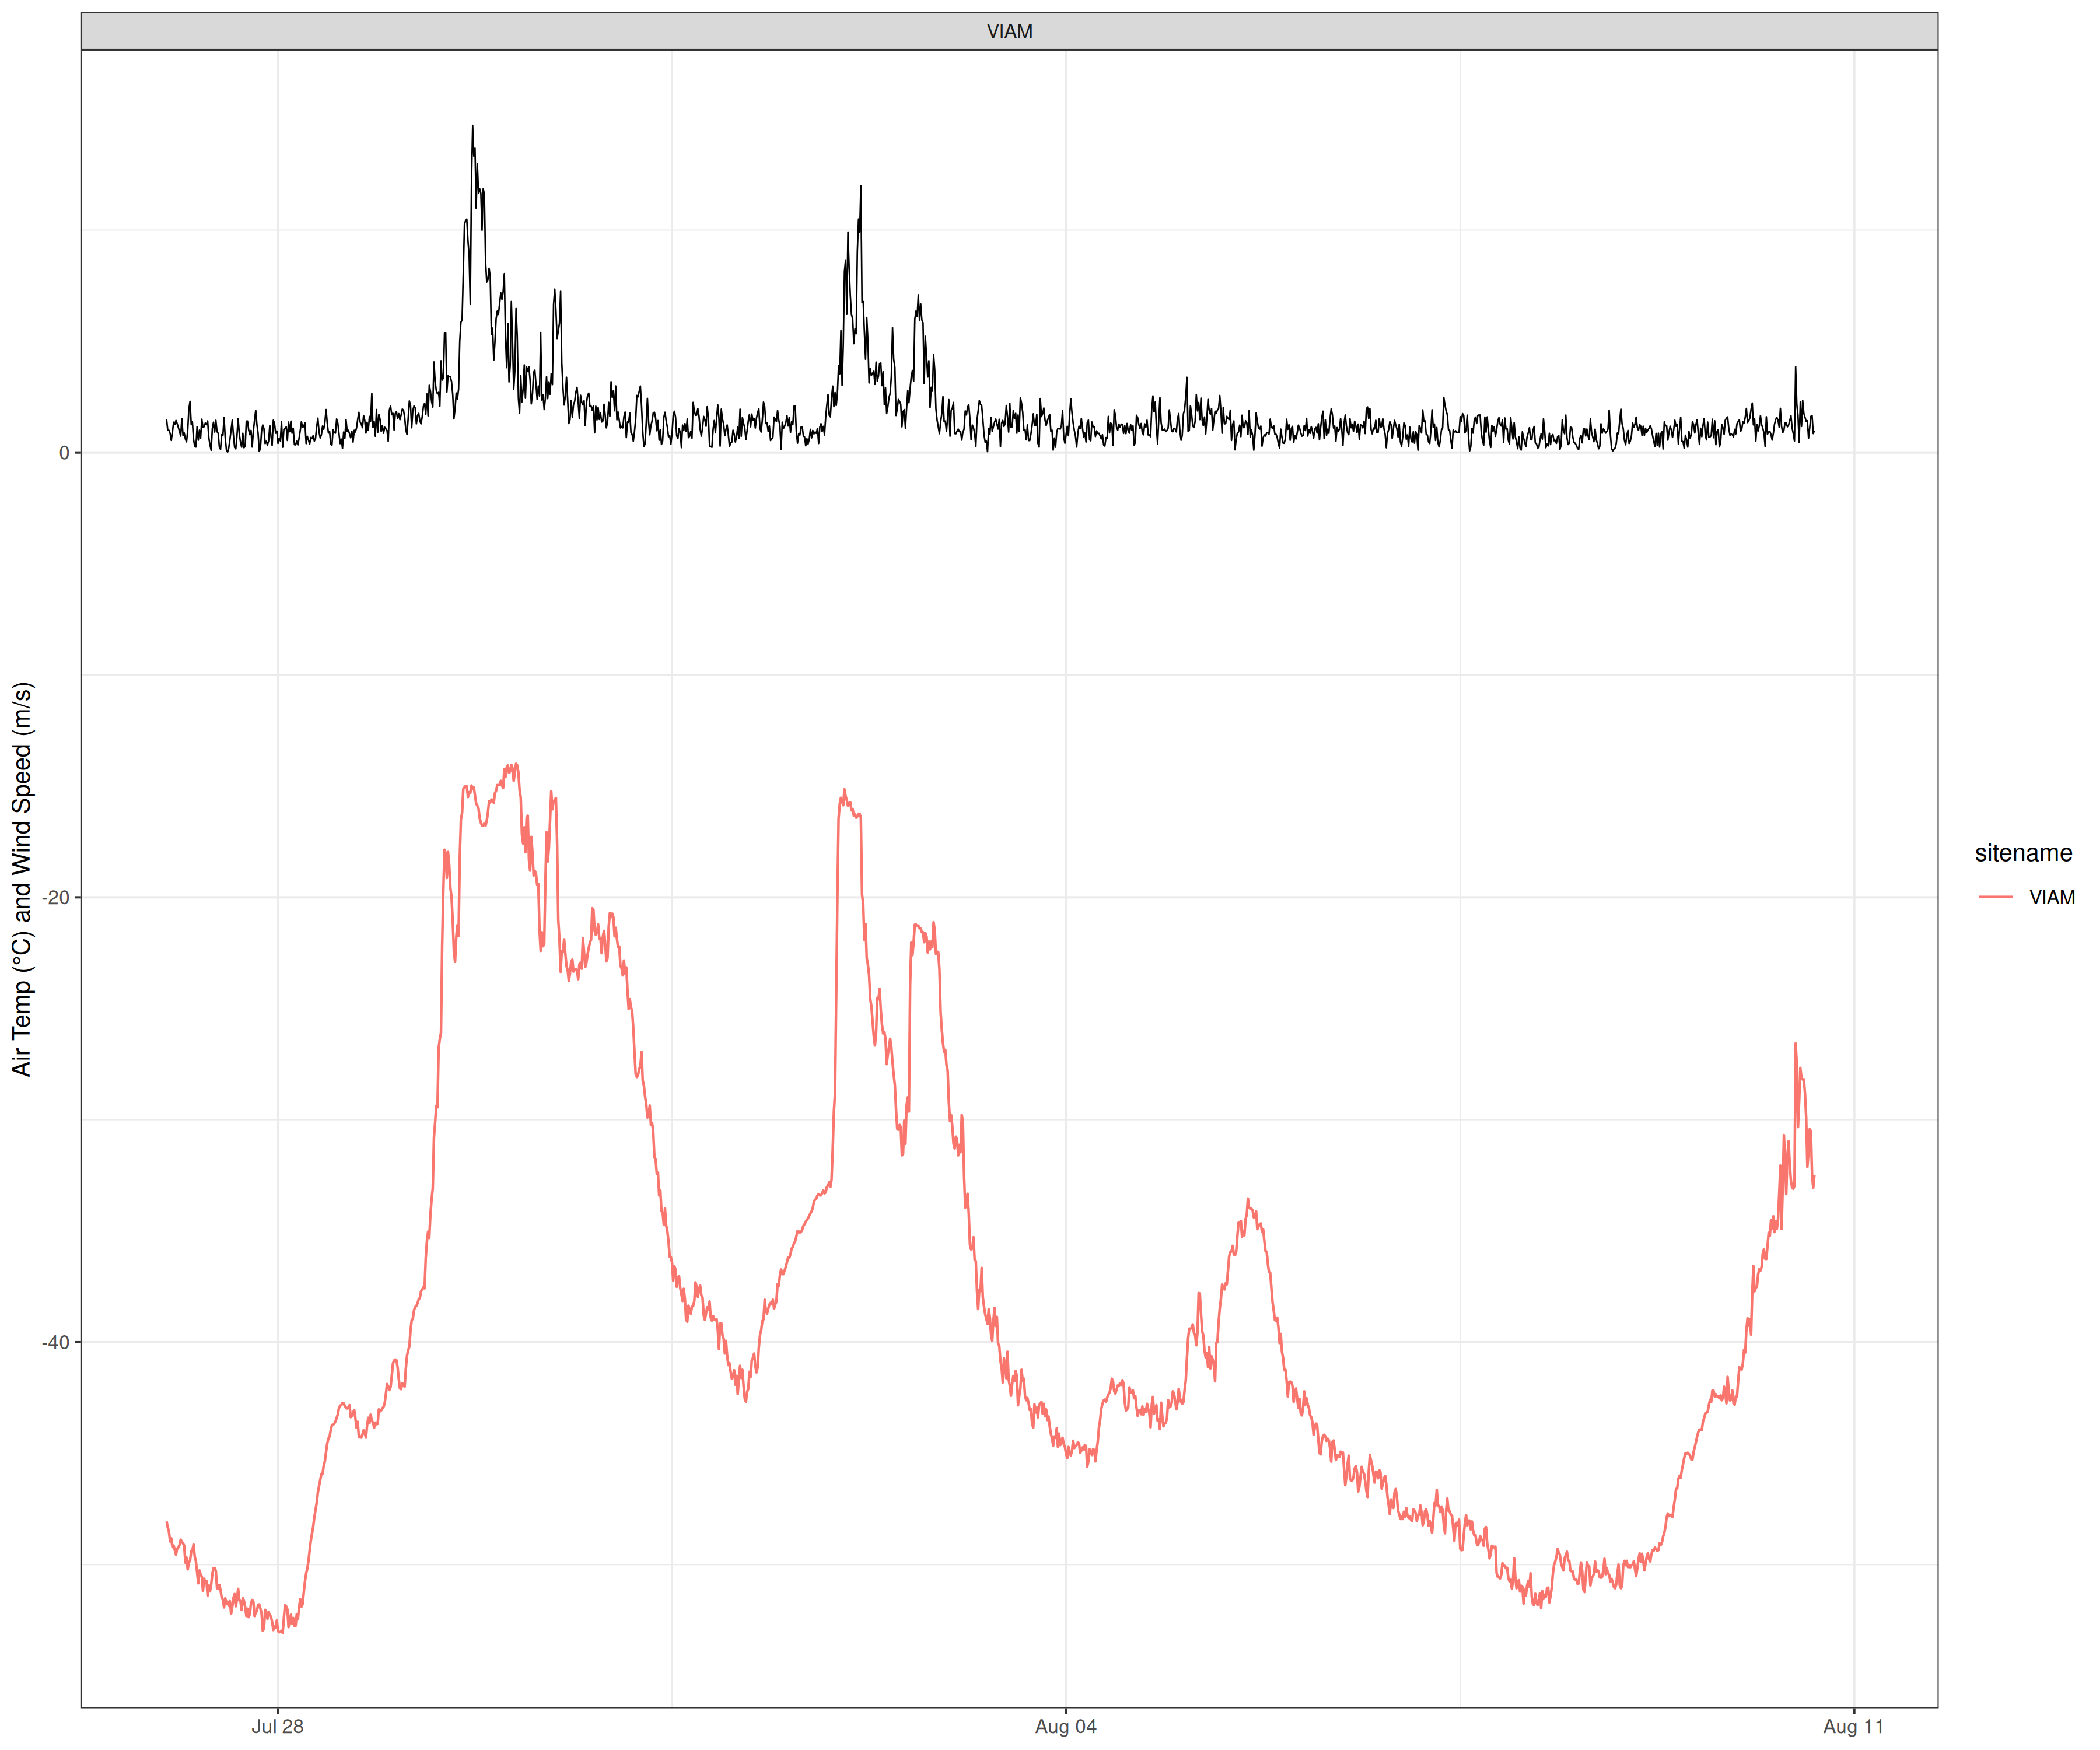 VIAM
0
-20
-40
Air Temp (°C) and Wind Speed (m/s)
Jul 28
Aug 04
Aug 11
sitename
VIAM